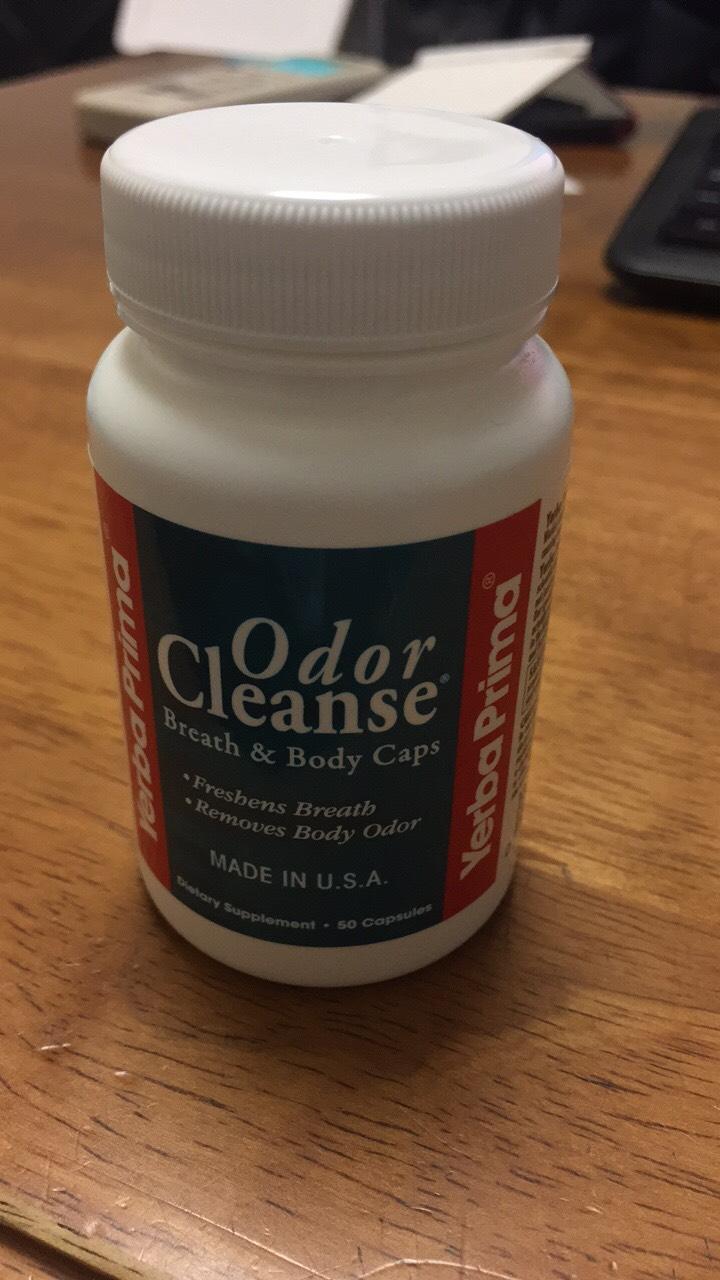 Odor
Cleanse®
Breath & Body Caps
• Freshens Breath
• Removes Body Odor
MADE IN U.S.A.
Dietary Supplement • 50 Capsules
Yerba Prima
Yerba Prima®